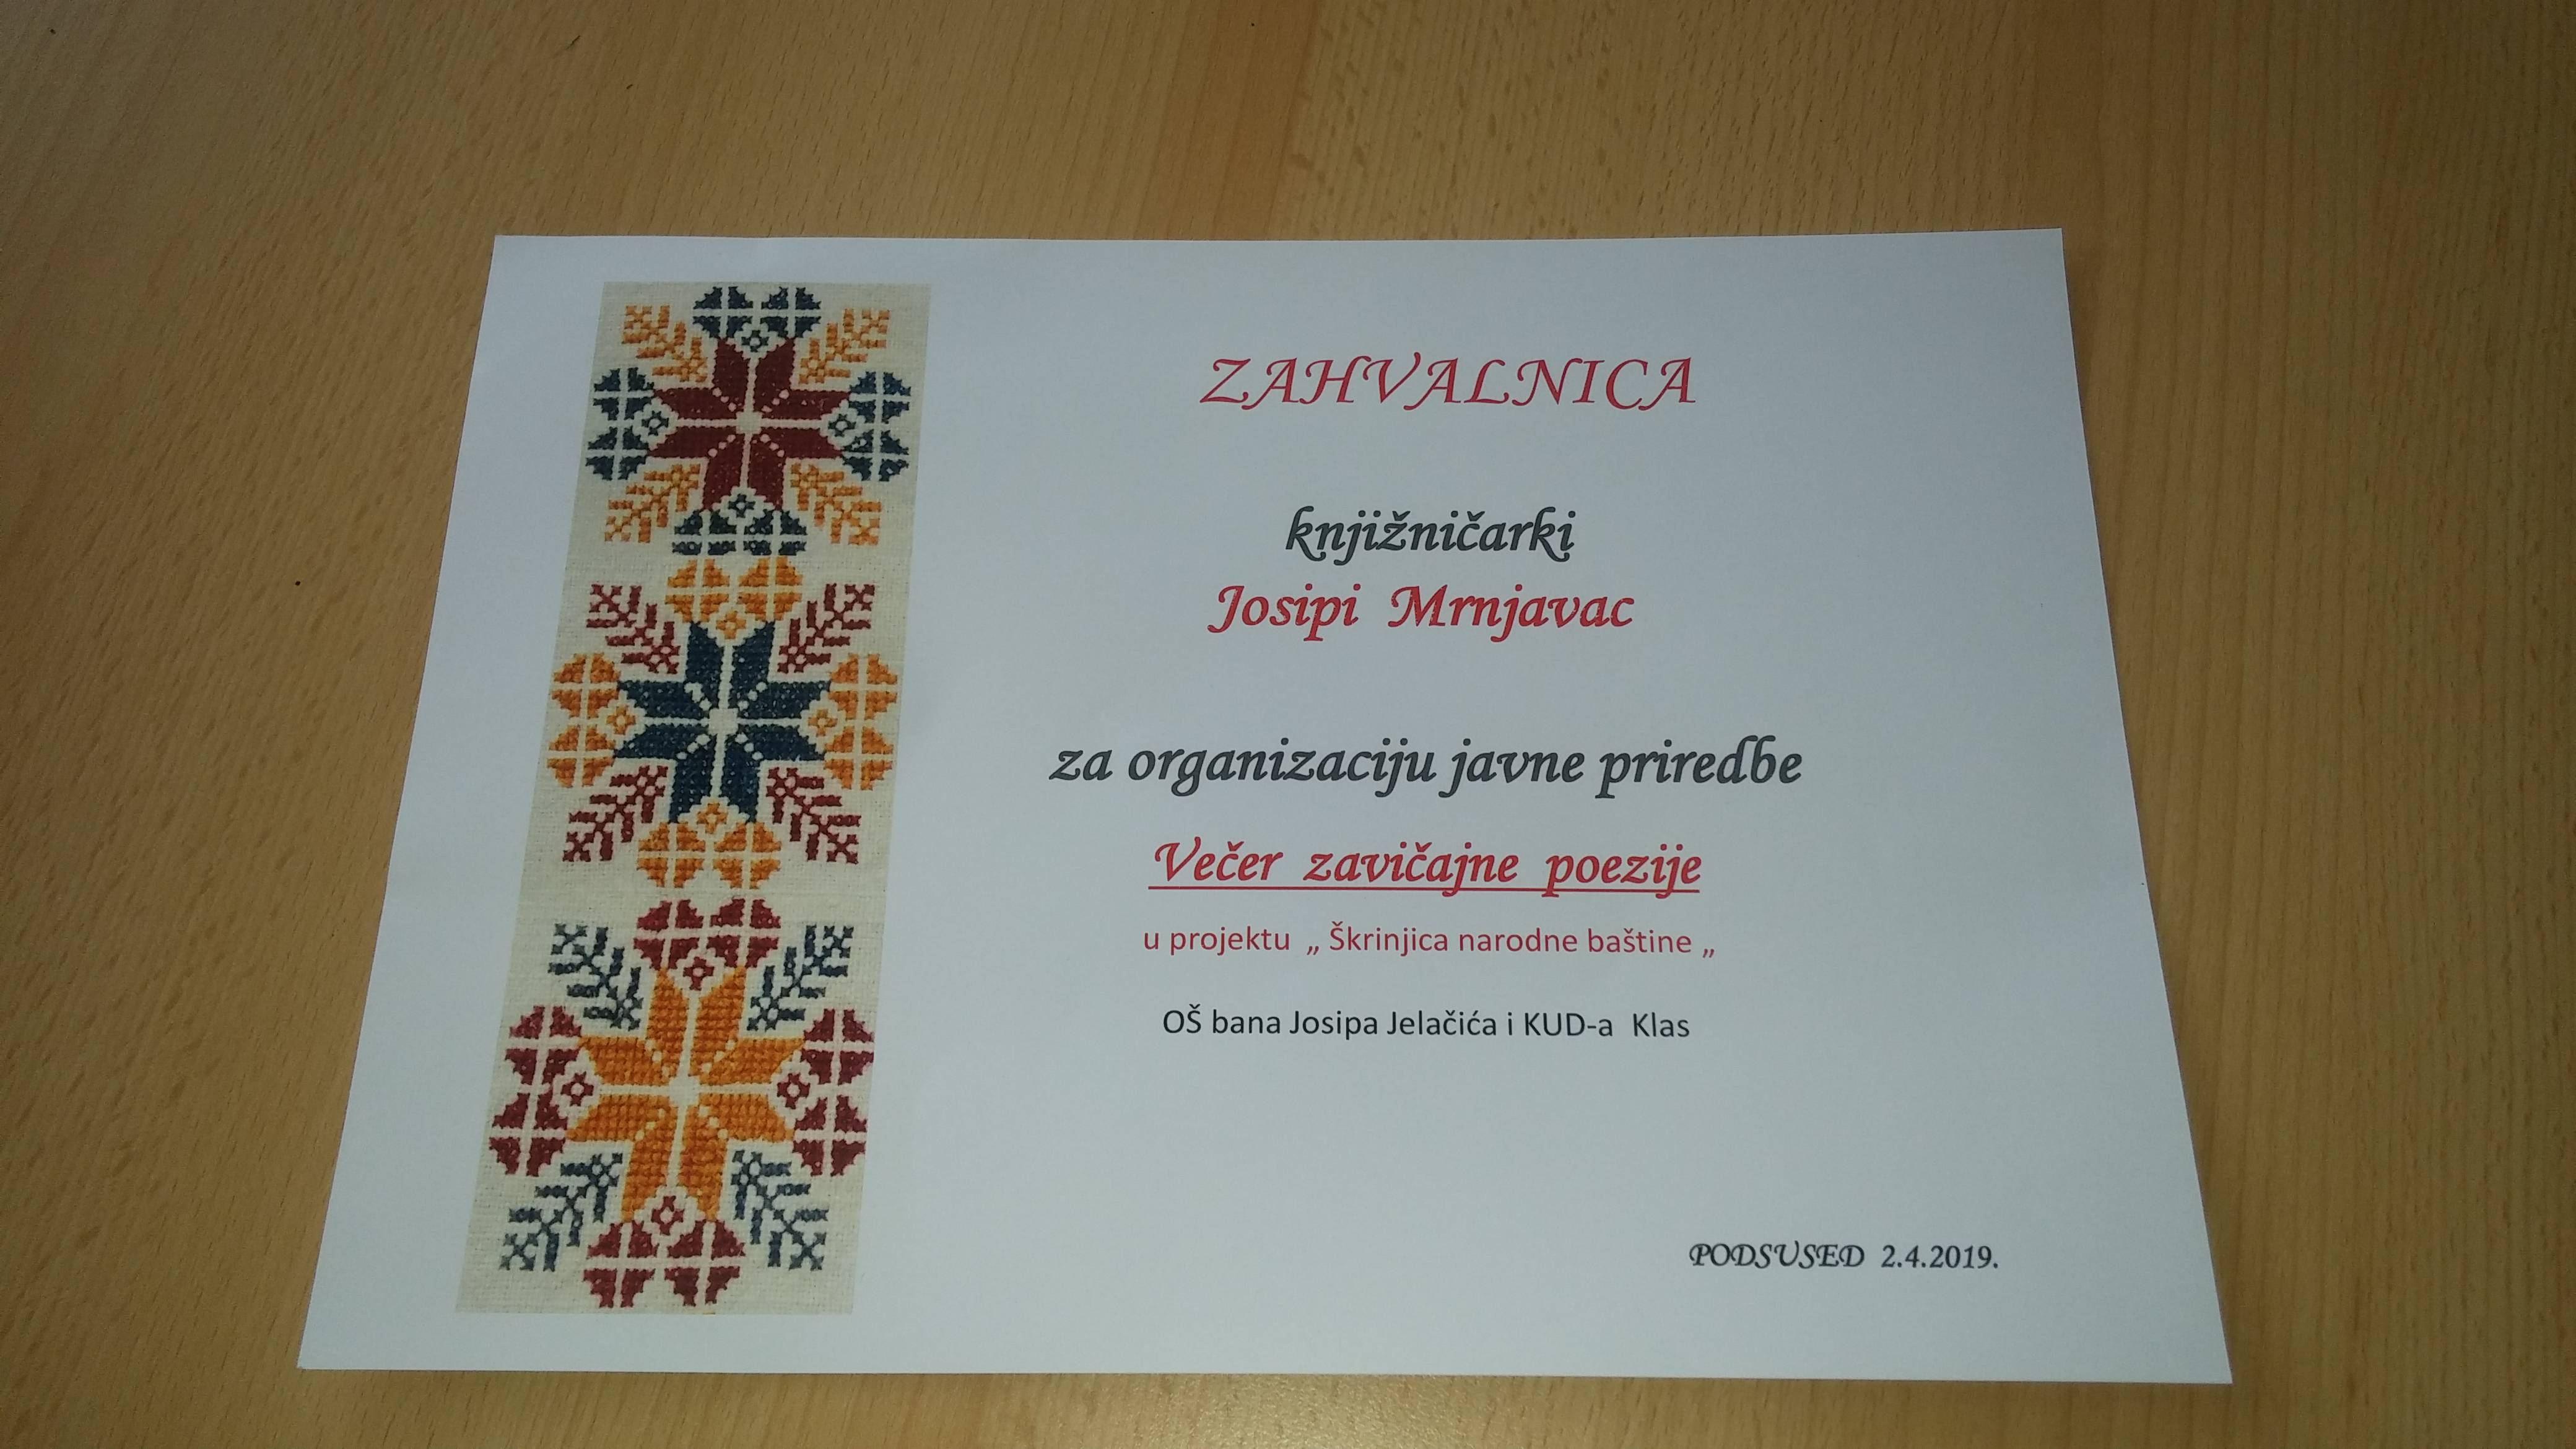 ZAHVALNICA
knjižničarki
Josipi Mrnjavac
za organizaciju javne priredbe
Večer zavičajne poezije
u projektu „ Škrinjica narodne baštine „
OŠ bana Josipa Jelačića i KUD-a Klas
PODSUSED 2.4.2019.